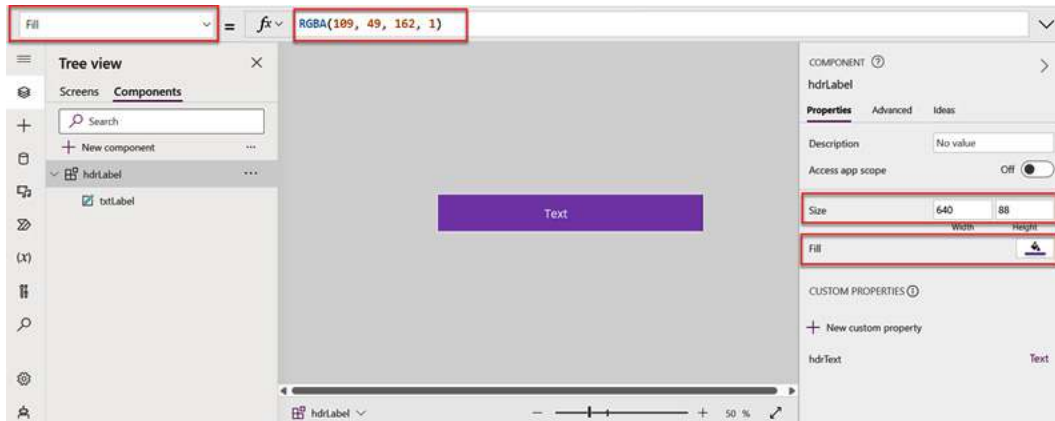 Fill = fx RGBA(109, 49, 162, 1)
Tree view
Screens Components
Search
+ New component ...
hdrLabel ...
txtLabel
(x)
Text
hdrLabel
50 %
COMPONENT
hdrLabel
Properties Advanced Ideas
Description No value
Access app scope Off
Size 640 88
Width Height
Fill
CUSTOM PROPERTIES
+ New custom property
hdrText Text